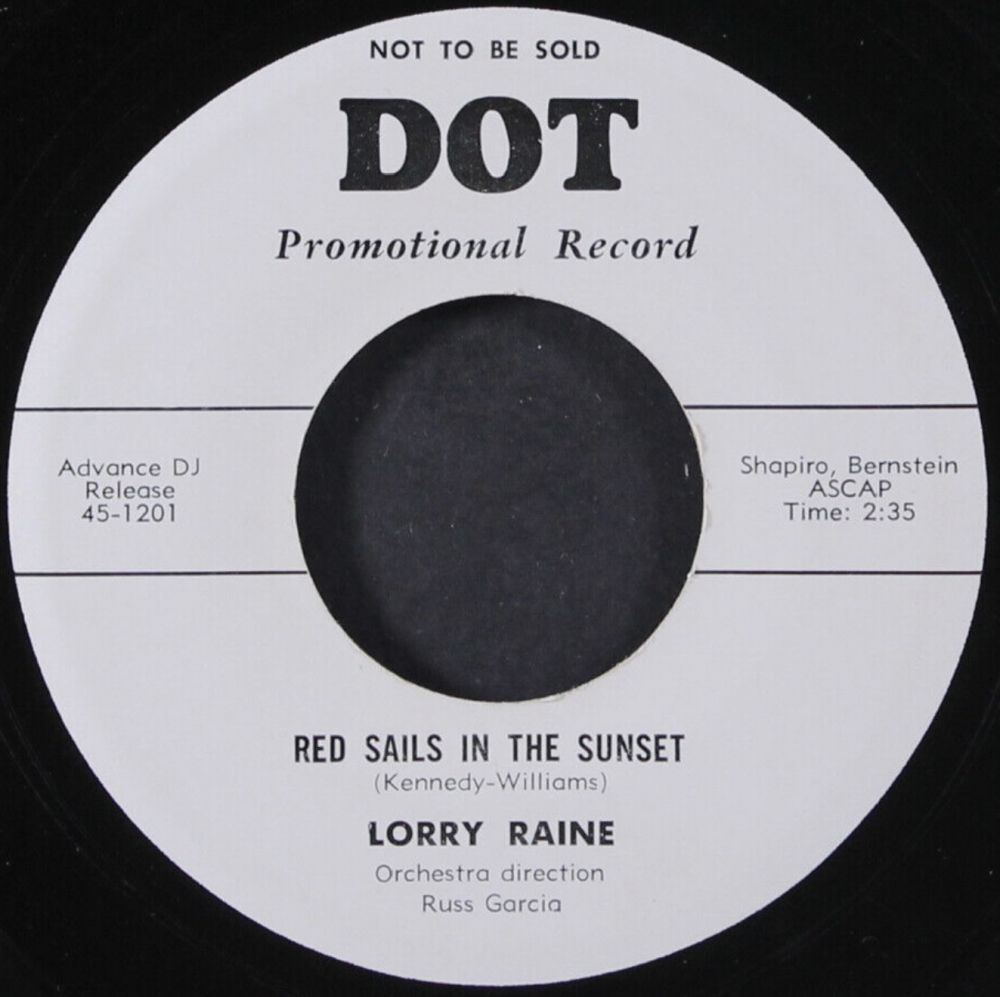 NOT TO BE SOLD
DOT
Promotional Record
Advance DJ
Release
45-1201
Shapiro, Bernstein
ASCAP
Time: 2:35
RED SAILS IN THE SUNSET
(Kennedy-Williams)
LORRY RAINE
Orchestra direction
Russ Garcia